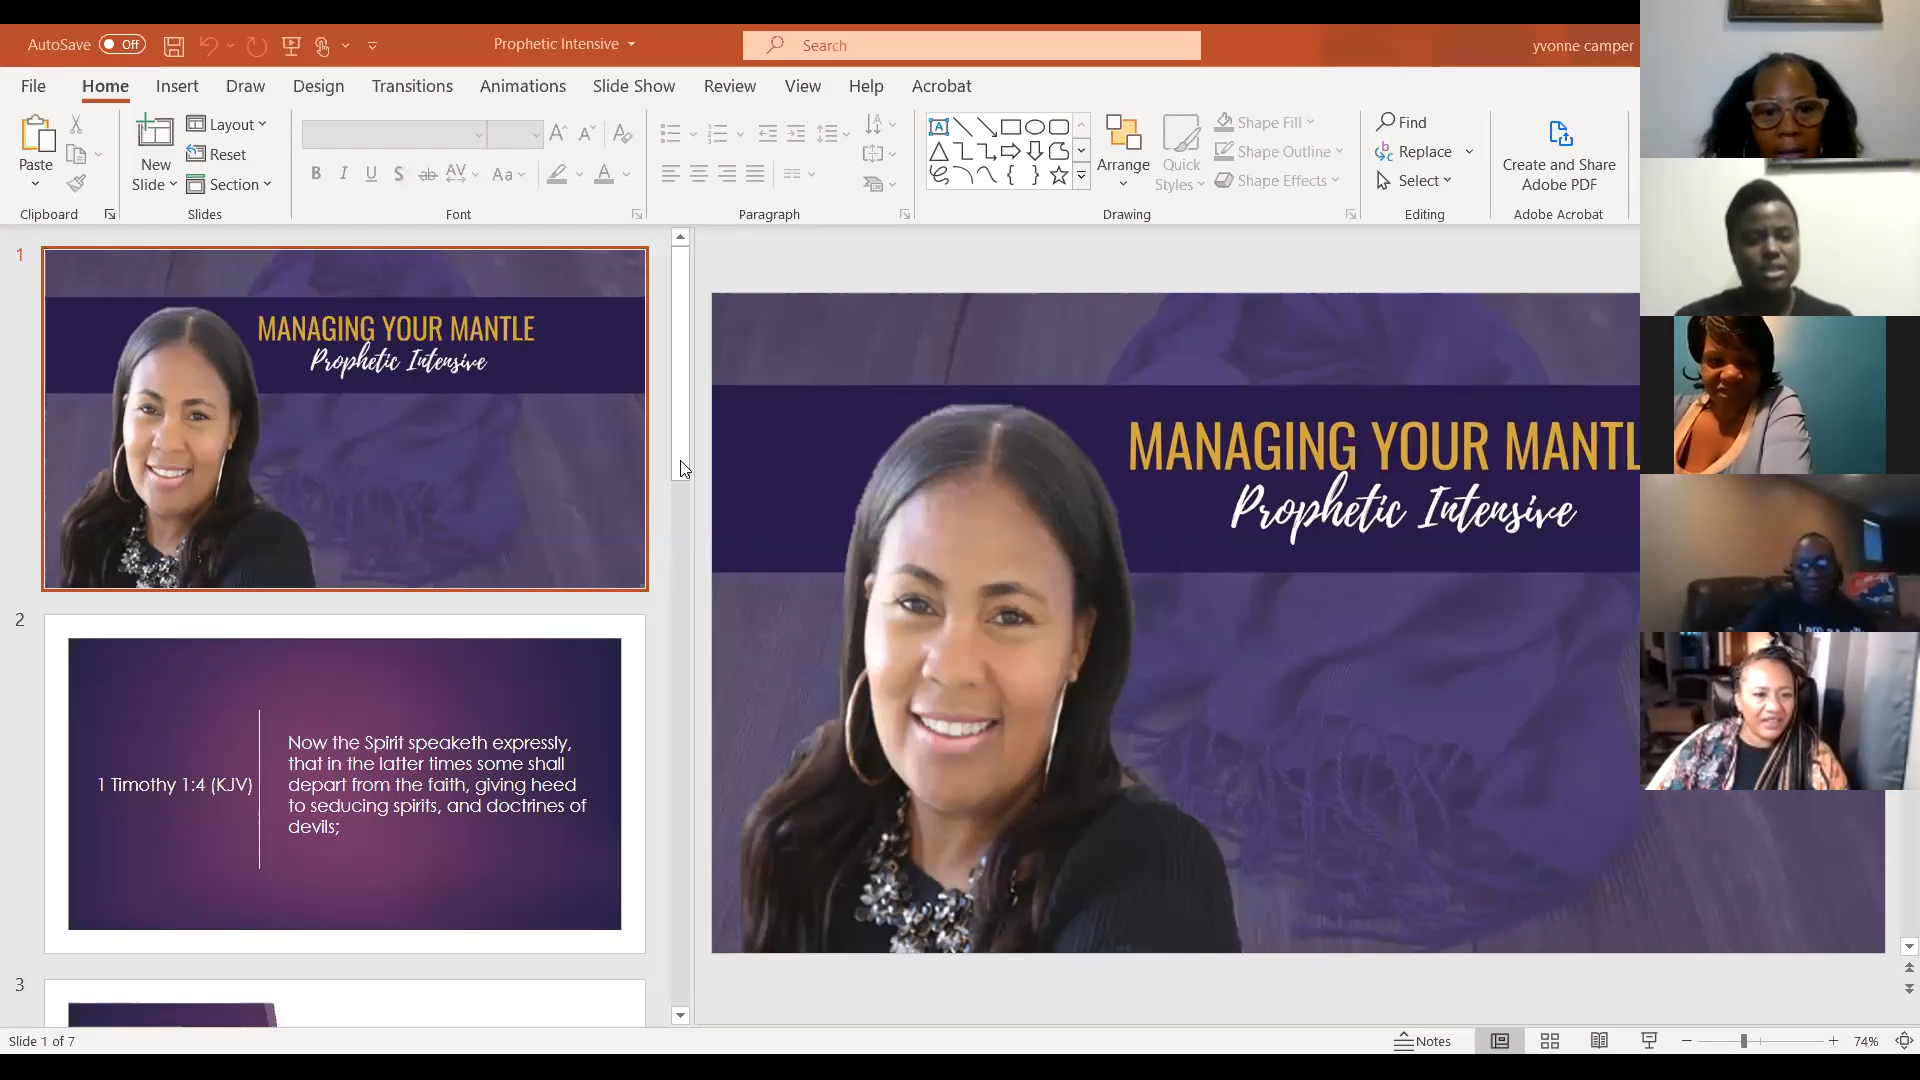 AutoSave Off
Prophetic Intensive
Search
yvonne camper
File Home Insert Draw Design Transitions Animations Slide Show Review View Help Acrobat
Paste
New
Slide
Layout
Reset
Section
B I U S ab AV Aa A
Arrange
Quick
Styles
Shape Fill
Shape Outline
Shape Effects
Find
Replace
Select
Create and Share
Adobe PDF
Clipboard Slides Font Paragraph Drawing Editing Adobe Acrobat
1
MANAGING YOUR MANTLE
Prophetic Intensive
2
1 Timothy 1:4 (KJV)
Now the Spirit speaketh expressly,
that in the latter times some shall
depart from the faith, giving heed
to seducing spirits, and doctrines of
devils;
3
MANAGING YOUR MANTL
Prophetic Intensive
Slide 1 of 7
Notes
74%